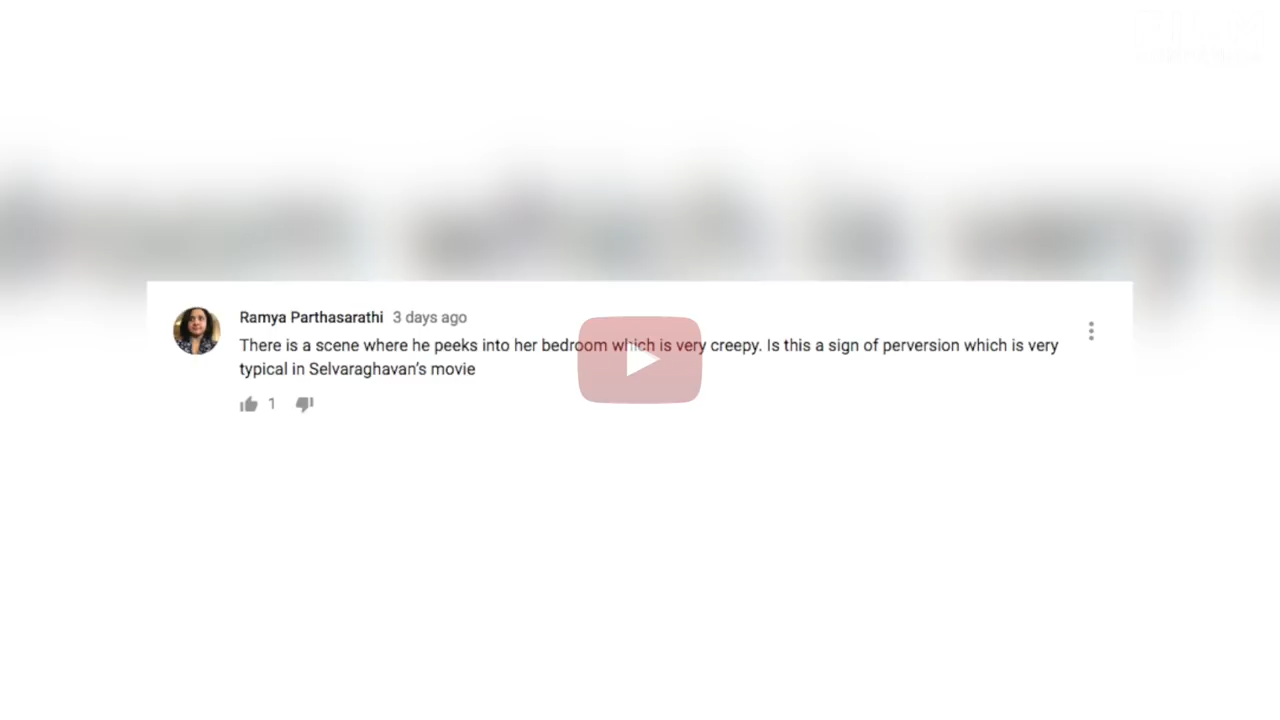 Ramya Parthasarathi 3 days ago
There is a scene where he peeks into her bedroom which is very creepy. Is this a sign of perversion which is very
typical in Selvaraghavan's movie
1